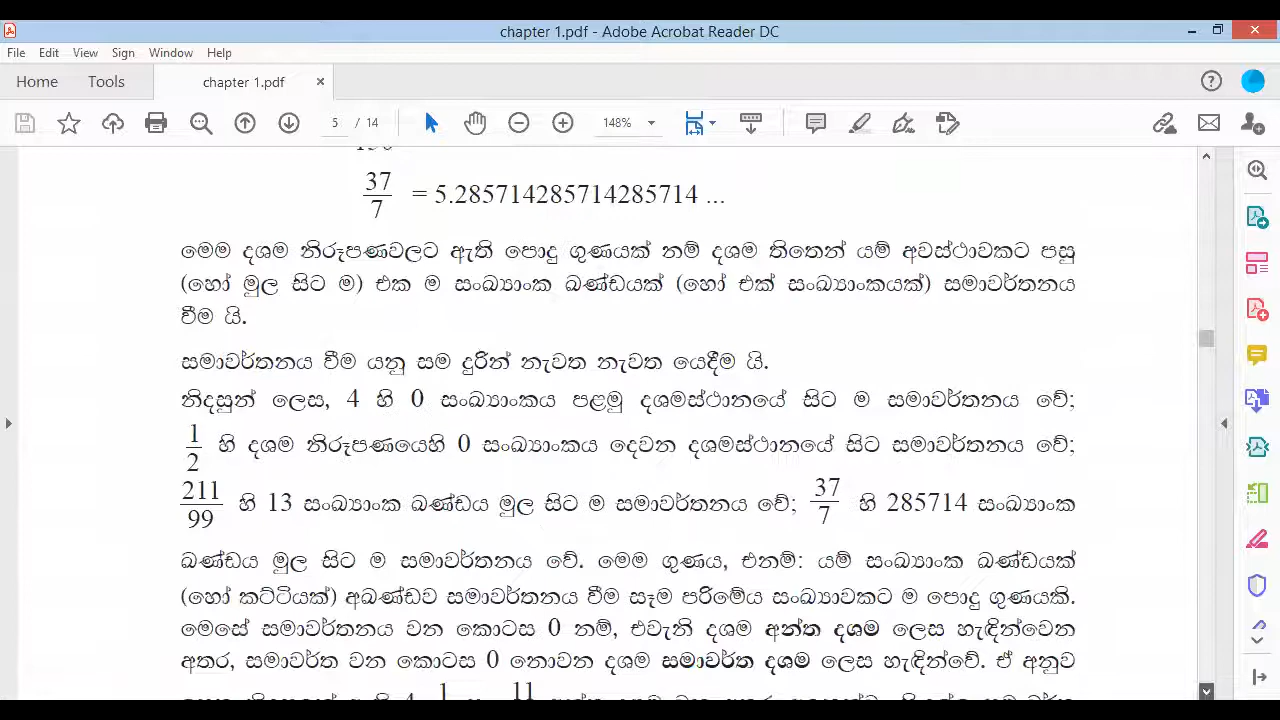 chapter 1.pdf - Adobe Acrobat Reader DC
File Edit View Sign Window Help
Home Tools chapter 1.pdf ×
5 / 14 148%
37/7 = 5.285714285714285714 ...
මෙම දශම නිරූපණවලට ඇති පොදු ගුණයක් නම් දශම තිතෙන් යම් අවස්ථාවකට පසු
(හෝ මුල සිට ම) එක ම සංඛ්‍යාංක ඛණ්ඩයක් (හෝ එක් සංඛ්‍යාංකයක්) සමාවර්තනය
වීම යි.
සමාවර්තනය වීම යනු සම දුරින් නැවත නැවත යෙදීම යි.
නිදසුන් ලෙස, 4 හි 0 සංඛ්‍යාංකය පළමු දශමස්ථානයේ සිට ම සමාවර්තනය වේ;
1/2 හි දශම නිරූපණයෙහි 0 සංඛ්‍යාංකය දෙවන දශමස්ථානයේ සිට සමාවර්තනය වේ;
211/99 හි 13 සංඛ්‍යාංක ඛණ්ඩය මුල සිට ම සමාවර්තනය වේ; 37/7 හි 285714 සංඛ්‍යාංක
ඛණ්ඩය මුල සිට ම සමාවර්තනය වේ. මෙම ගුණය, එනම්: යම් සංඛ්‍යාංක ඛණ්ඩයක්
(හෝ කට්ටියක්) අඛණ්ඩව සමාවර්තනය වීම සෑම පරිමේය සංඛ්‍යාවකට ම පොදු ගුණයකි.
මෙසේ සමාවර්තනය වන කොටස 0 නම්, එවැනි දශම අන්ත දශම ලෙස හැඳින්වෙන
අතර, සමාවර්ත වන කොටස 0 නොවන දශම සමාවර්ත දශම ලෙස හැඳින්වේ. ඒ අනුව